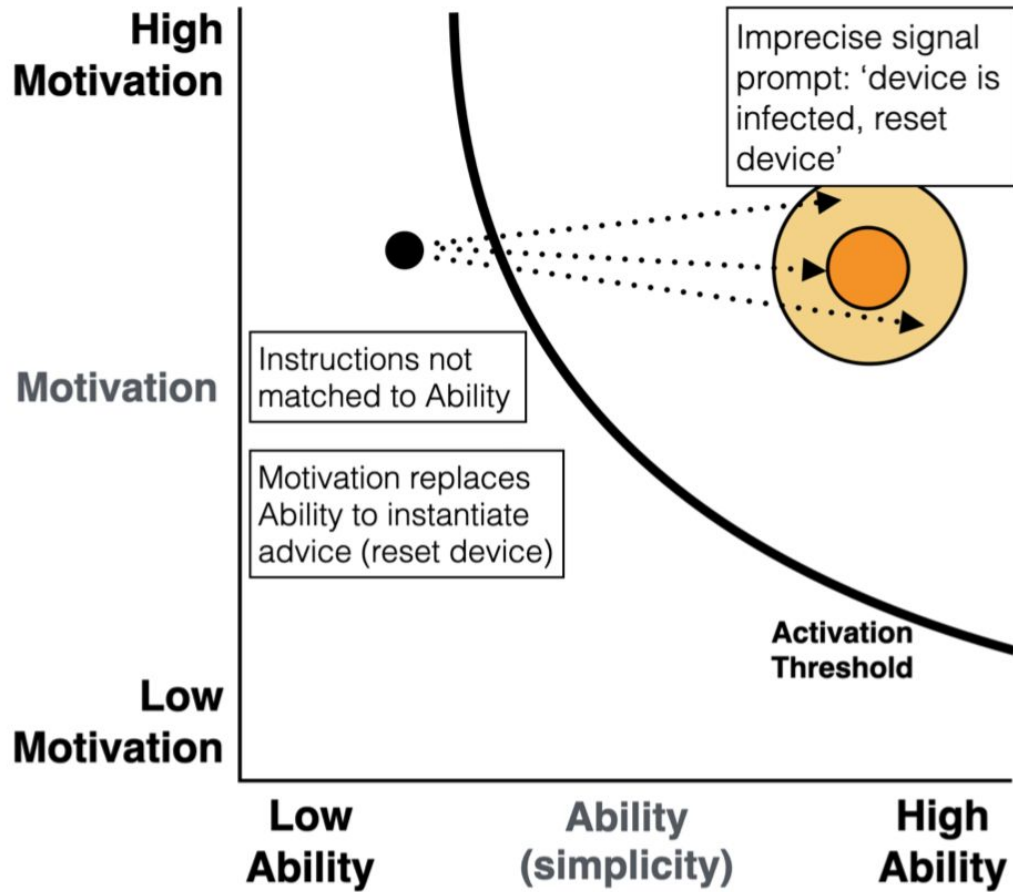 High
Motivation
Imprecise signal
prompt: ‘device is
infected, reset
device’
Motivation
Instructions not
matched to Ability
Motivation replaces
Ability to instantiate
advice (reset device)
Activation
Threshold
Low
Motivation
Low
Ability
Ability
(simplicity)
High
Ability